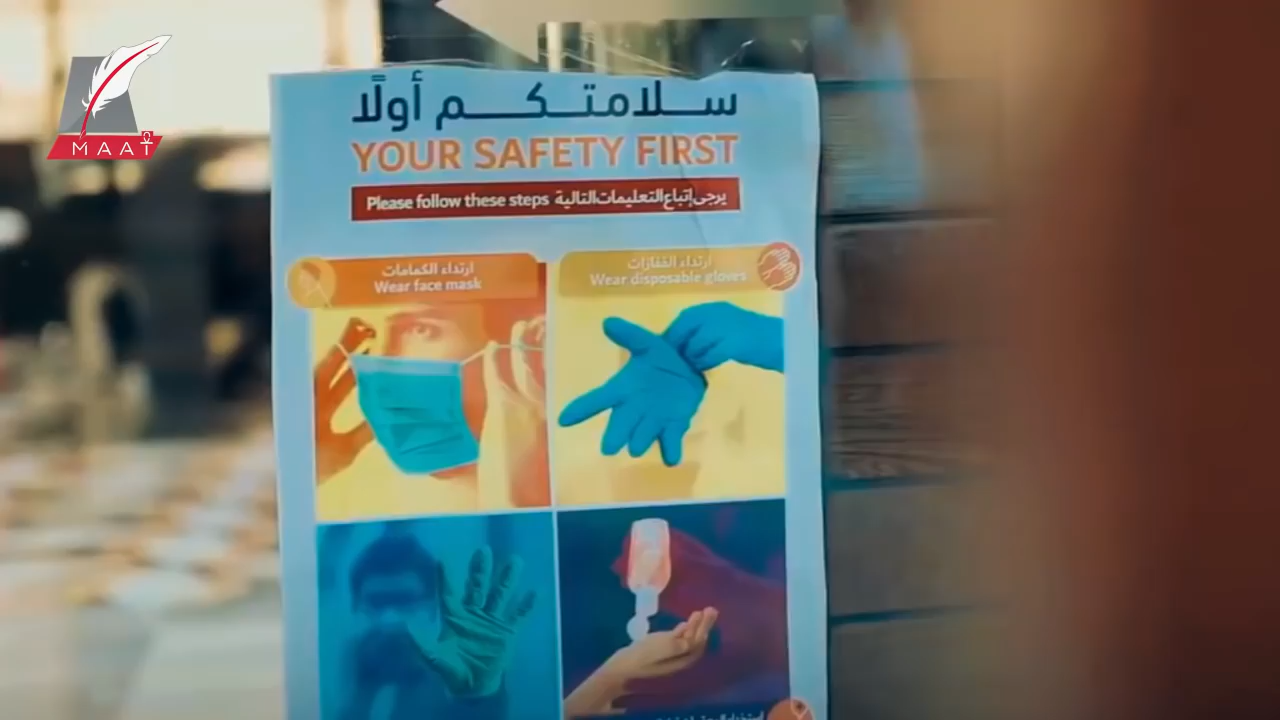 MAAT
سلامتكم أولًا
YOUR SAFETY FIRST
Please follow these steps يرجى إتباع التعليمات التالية
ارتداء الكمامات
Wear face mask
ارتداء القفازات
Wear disposable gloves